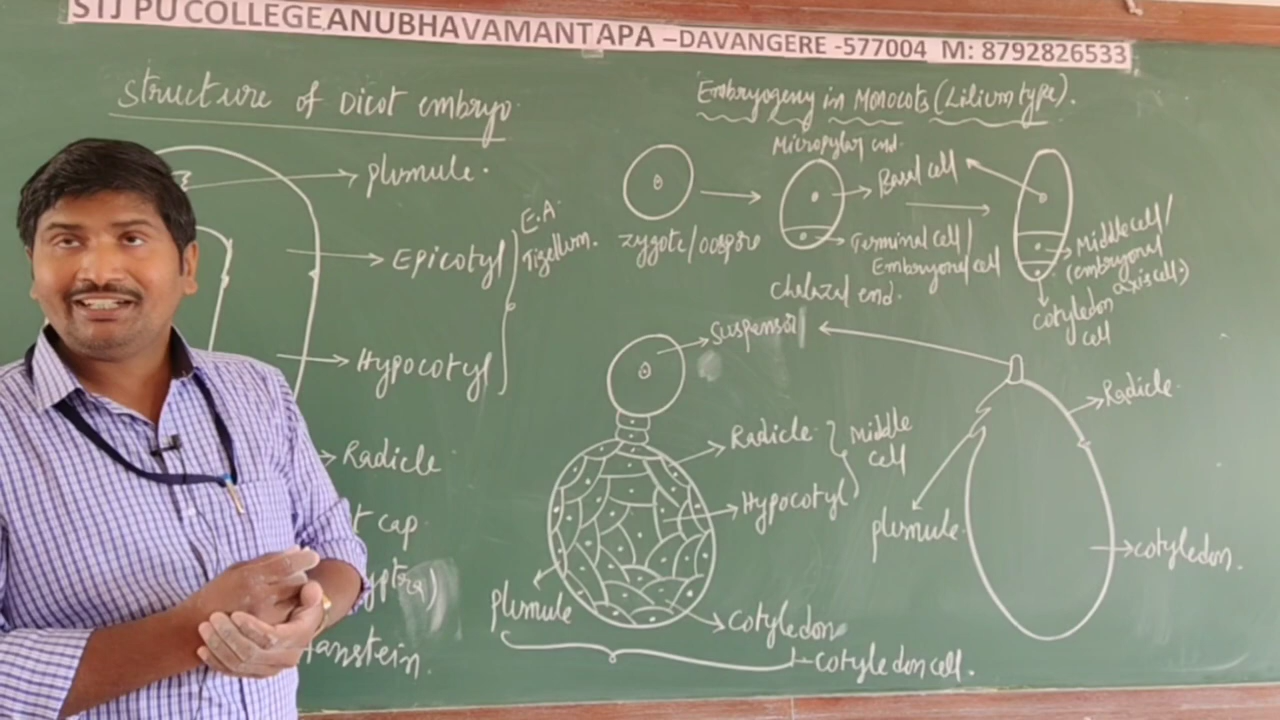 STJ PU COLLEGE, ANUBHAVAMANTAPA –DAVANGERE -577004 M: 8792826533
Structure of Dicot embryo.
plumule.
Epicotyl
E.A.
Tigellum.
Hypocotyl
Radicle
t cap.
yptra)
Hanstein.
Embryogeny in Monocots (Lilium type).
Micropylar end.
Basal cell
zygote/oospore
Terminal cell/
Embryonal cell
Chalazal end.
Middle cell/
(embryonal
axis cell.)
cotyledon
cell
Suspensor
Radicle
Middle
cell
Hypocotyl
plumule
Cotyledon
cotyledon cell.
Radicle.
plumule.
cotyledon.